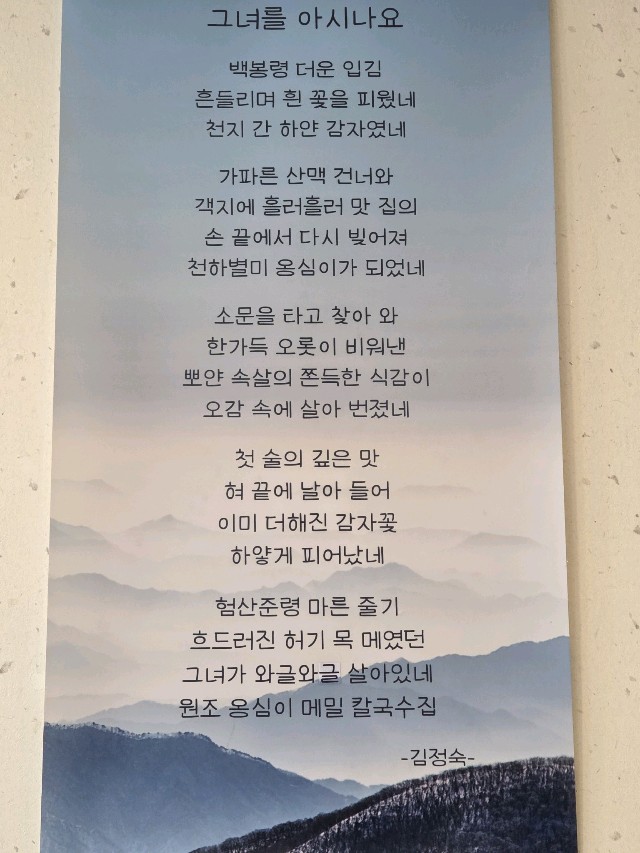 그녀를 아시나요
백봉령 더운 입김
흔들리며 흰 꽃을 피웠네
천지 간 하얀 감자였네
가파른 산맥 건너와
객지에 흘러흘러 맛 집의
손 끝에서 다시 빚어져
천하별미 옹심이가 되었네
소문을 타고 찾아 와
한가득 오롯이 비워낸
뽀얀 속살의 쫀득한 식감이
오감 속에 살아 번졌네
첫 술의 깊은 맛
혀 끝에 날아 들어
이미 더해진 감자꽃
하얗게 피어났네
험산준령 마른 줄기
흐드러진 허기 목 메였던
그녀가 와글와글 살아있네
원조 옹심이 메밀 칼국수집
-김정숙-